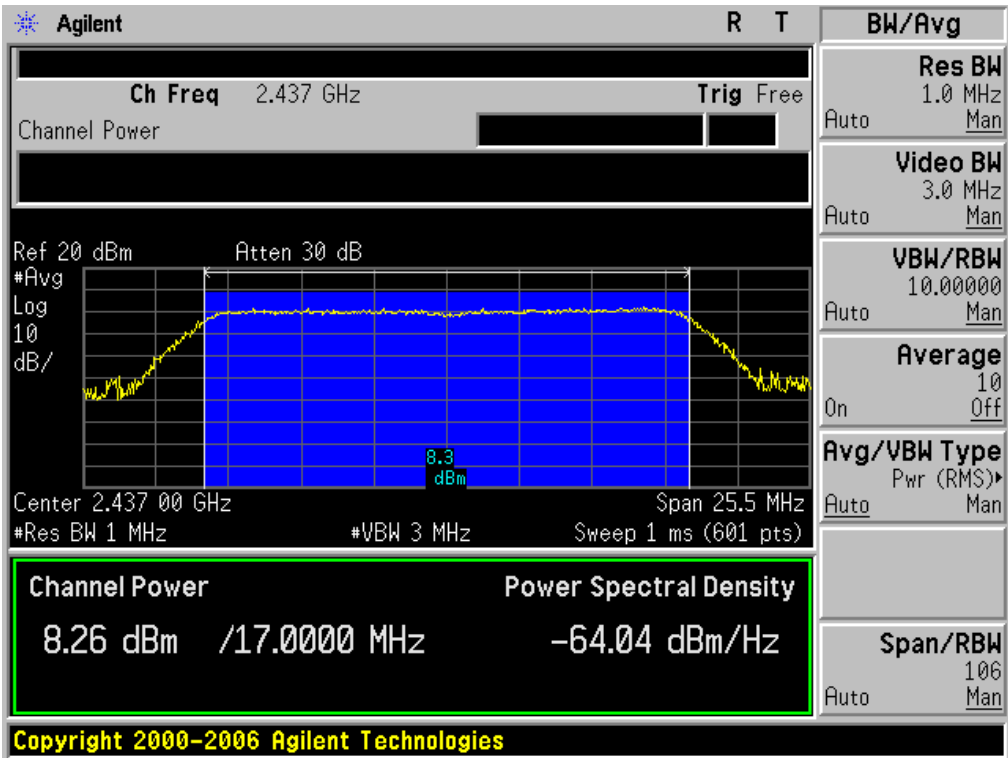 Agilent R T
Ch Freq 2.437 GHz Trig Free
Channel Power
Ref 20 dBm Atten 30 dB
#Avg
Log
10
dB/
8.3
dBm
Center 2.437 00 GHz Span 25.5 MHz
#Res BW 1 MHz #VBW 3 MHz Sweep 1 ms (601 pts)
Channel Power Power Spectral Density
8.26 dBm /17.0000 MHz -64.04 dBm/Hz
Copyright 2000-2006 Agilent Technologies
BW/Avg
Res BW
1.0 MHz
Auto Man
Video BW
3.0 MHz
Auto Man
VBW/RBW
10.00000
Auto Man
Average
10
On Off
Avg/VBW Type
Pwr (RMS)▸
Auto Man
Span/RBW
106
Auto Man